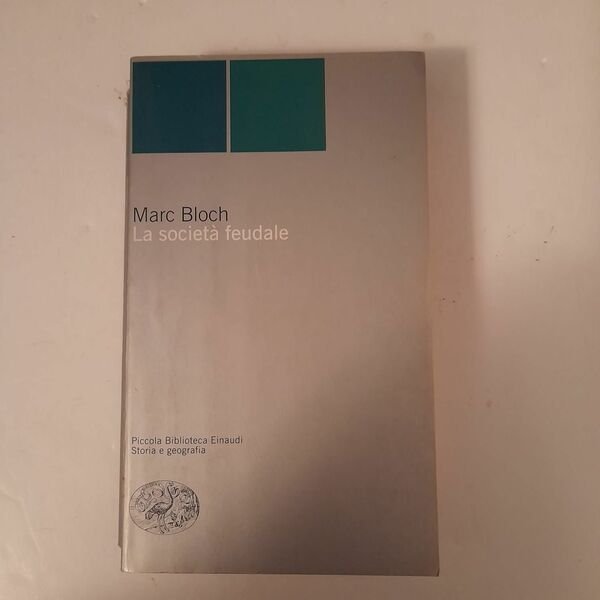 Marc Bloch
La società feudale
Piccola Biblioteca Einaudi
Storia e geografia